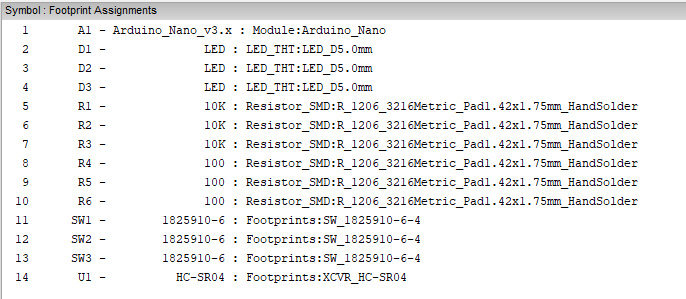 Symbol : Footprint Assignments
1 A1 - Arduino_Nano_v3.x : Module:Arduino_Nano
2 D1 - LED : LED_THT:LED_D5.0mm
3 D2 - LED : LED_THT:LED_D5.0mm
4 D3 - LED : LED_THT:LED_D5.0mm
5 R1 - 10K : Resistor_SMD:R_1206_3216Metric_Pad1.42x1.75mm_HandSolder
6 R2 - 10K : Resistor_SMD:R_1206_3216Metric_Pad1.42x1.75mm_HandSolder
7 R3 - 10K : Resistor_SMD:R_1206_3216Metric_Pad1.42x1.75mm_HandSolder
8 R4 - 100 : Resistor_SMD:R_1206_3216Metric_Pad1.42x1.75mm_HandSolder
9 R5 - 100 : Resistor_SMD:R_1206_3216Metric_Pad1.42x1.75mm_HandSolder
10 R6 - 100 : Resistor_SMD:R_1206_3216Metric_Pad1.42x1.75mm_HandSolder
11 SW1 - 1825910-6 : Footprints:SW_1825910-6-4
12 SW2 - 1825910-6 : Footprints:SW_1825910-6-4
13 SW3 - 1825910-6 : Footprints:SW_1825910-6-4
14 U1 - HC-SR04 : Footprints:XCVR_HC-SR04